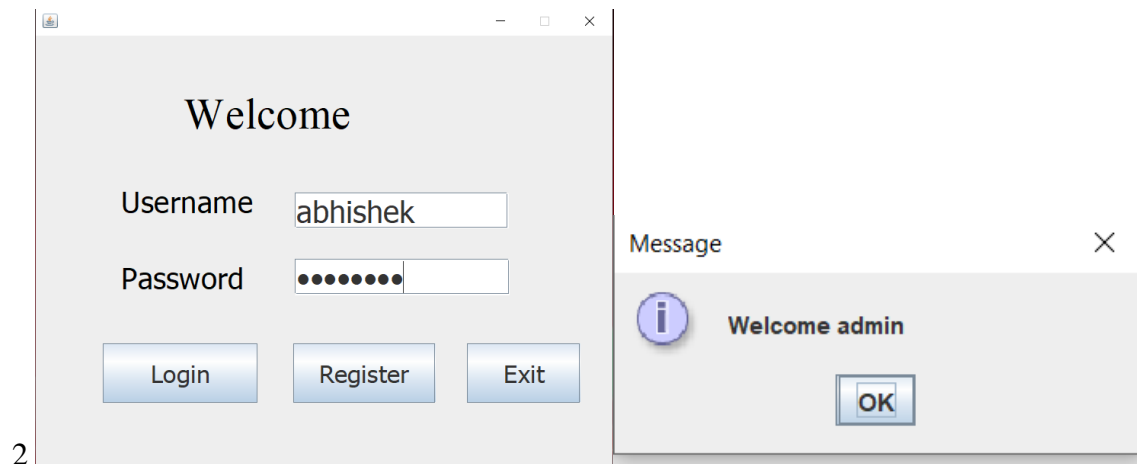 Welcome
Username abhishek
Password ●●●●●●●●
Login Register Exit
Message
Welcome admin
OK
2